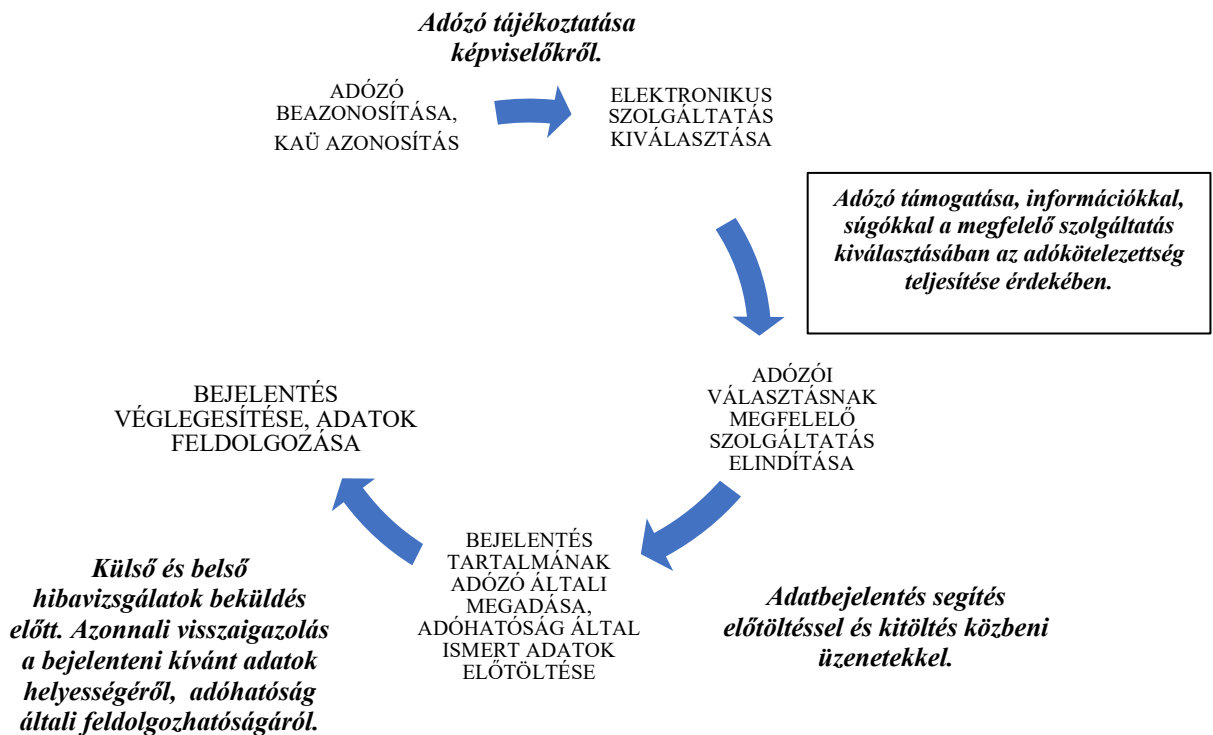 Adózó tájékoztatása
képviselőkről.
ADÓZÓ
BEAZONOSÍTÁSA,
KAÜ AZONOSÍTÁS
ELEKTRONIKUS
SZOLGÁLTATÁS
KIVÁLASZTÁSA
Adózó támogatása, információkkal,
súgókkal a megfelelő szolgáltatás
kiválasztásában az adókötelezettség
teljesítése érdekében.
ADÓZÓI
VÁLASZTÁSNAK
MEGFELELŐ
SZOLGÁLTATÁS
ELINDÍTÁSA
Adatbejelentés segítés
előtöltéssel és kitöltés közbeni
üzenetekkel.
BEJELENTÉS
TARTALMÁNAK
ADÓZÓ ÁLTALI
MEGADÁSA,
ADÓHATÓSÁG ÁLTAL
ISMERT ADATOK
ELŐTÖLTÉSE
Külső és belső
hibavizsgálatok beküldés
előtt. Azonnali visszaigazolás
a bejelenteni kívánt adatok
helyességéről, adóhatóság
általi feldolgozhatóságáról.
BEJELENTÉS
VÉGLEGESÍTÉSE, ADATOK
FELDOLGOZÁSA